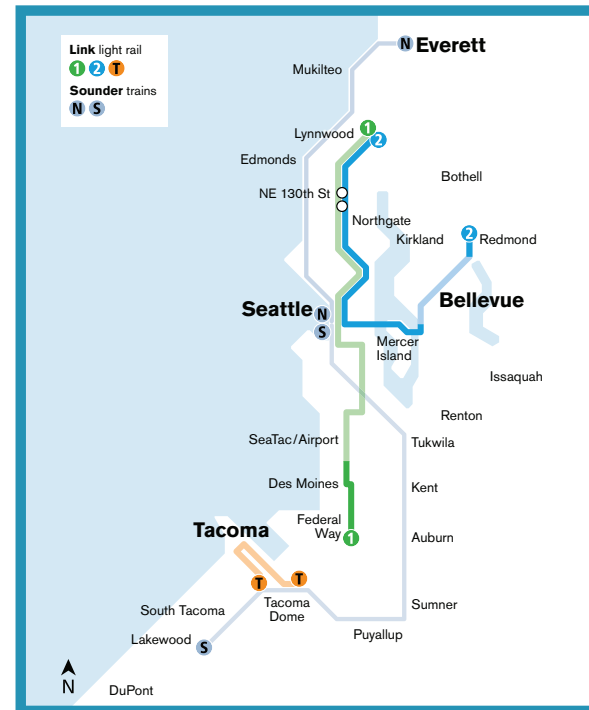 Everett
N
Link light rail
1 2 T
Mukilteo
Sounder trains
N S
1
Lynnwood
2
Edmonds
Bothell
NE 130th St
Northgate
2
Kirkland
Redmond
Bellevue
Seattle
N
S
Mercer
Island
Issaquah
Renton
SeaTac/Airport
Tukwila
Des Moines
Kent
Federal
Way
1
Auburn
Tacoma
T
T
South Tacoma
Tacoma
Dome
Sumner
Puyallup
Lakewood
S
N
DuPont